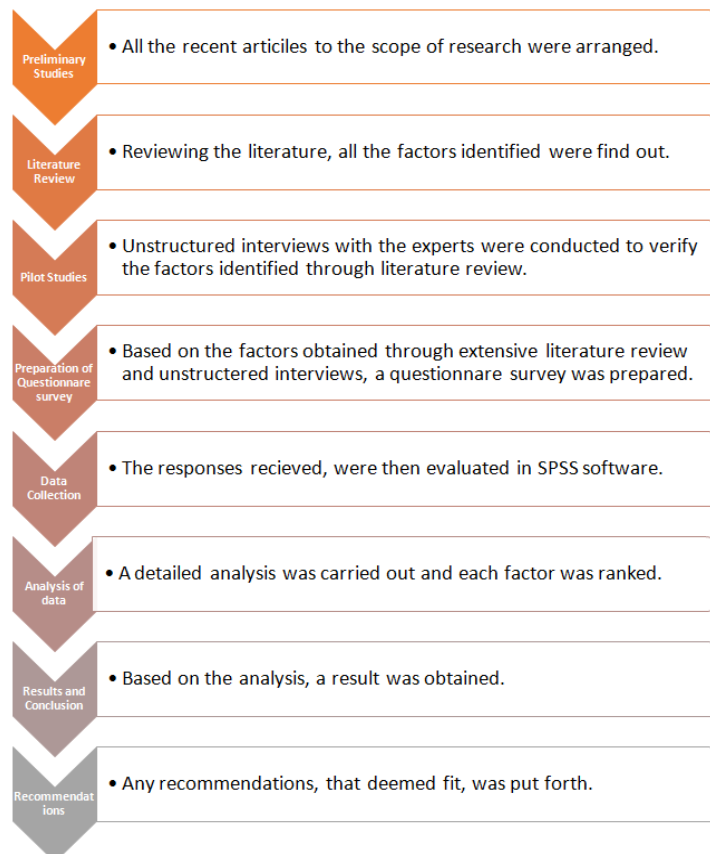 Preliminary
Studies
• All the recent articiles to the scope of research were arranged.
Literature
Review
• Reviewing the literature, all the factors identified were find out.
Pilot Studies
• Unstructured interviews with the experts were conducted to verify
the factors identified through literature review.
Preparation of
Questionnare
survey
• Based on the factors obtained through extensive literature review
and unstructered interviews, a questionnare survey was prepared.
Data
Collection
• The responses recieved, were then evaluated in SPSS software.
Analysis of
data
• A detailed analysis was carried out and each factor was ranked.
Results and
Conclusion
• Based on the analysis, a result was obtained.
Recommendat
ions
• Any recommendations, that deemed fit, was put forth.